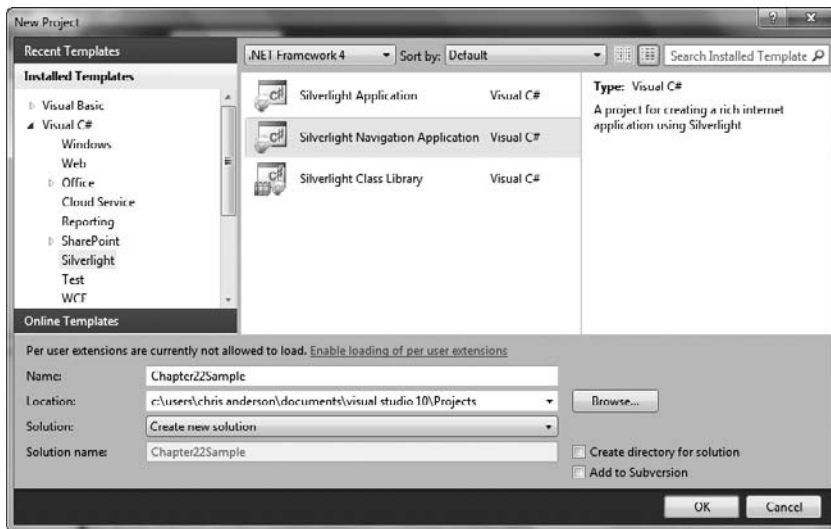 New Project
Recent Templates
.NET Framework 4
Sort by: Default
Search Installed Template
Installed Templates
Visual Basic
Visual C#
Windows
Web
Office
Cloud Service
Reporting
SharePoint
Silverlight
Test
WCF
Online Templates
Silverlight Application Visual C#
Silverlight Navigation Application Visual C#
Silverlight Class Library Visual C#
Type: Visual C#
A project for creating a rich internet
application using Silverlight
Per user extensions are currently not allowed to load. Enable loading of per user extensions
Name: Chapter22Sample
Location: c:\users\chris anderson\documents\visual studio 10\Projects
Browse...
Solution: Create new solution
Solution name: Chapter22Sample
Create directory for solution
Add to Subversion
OK Cancel